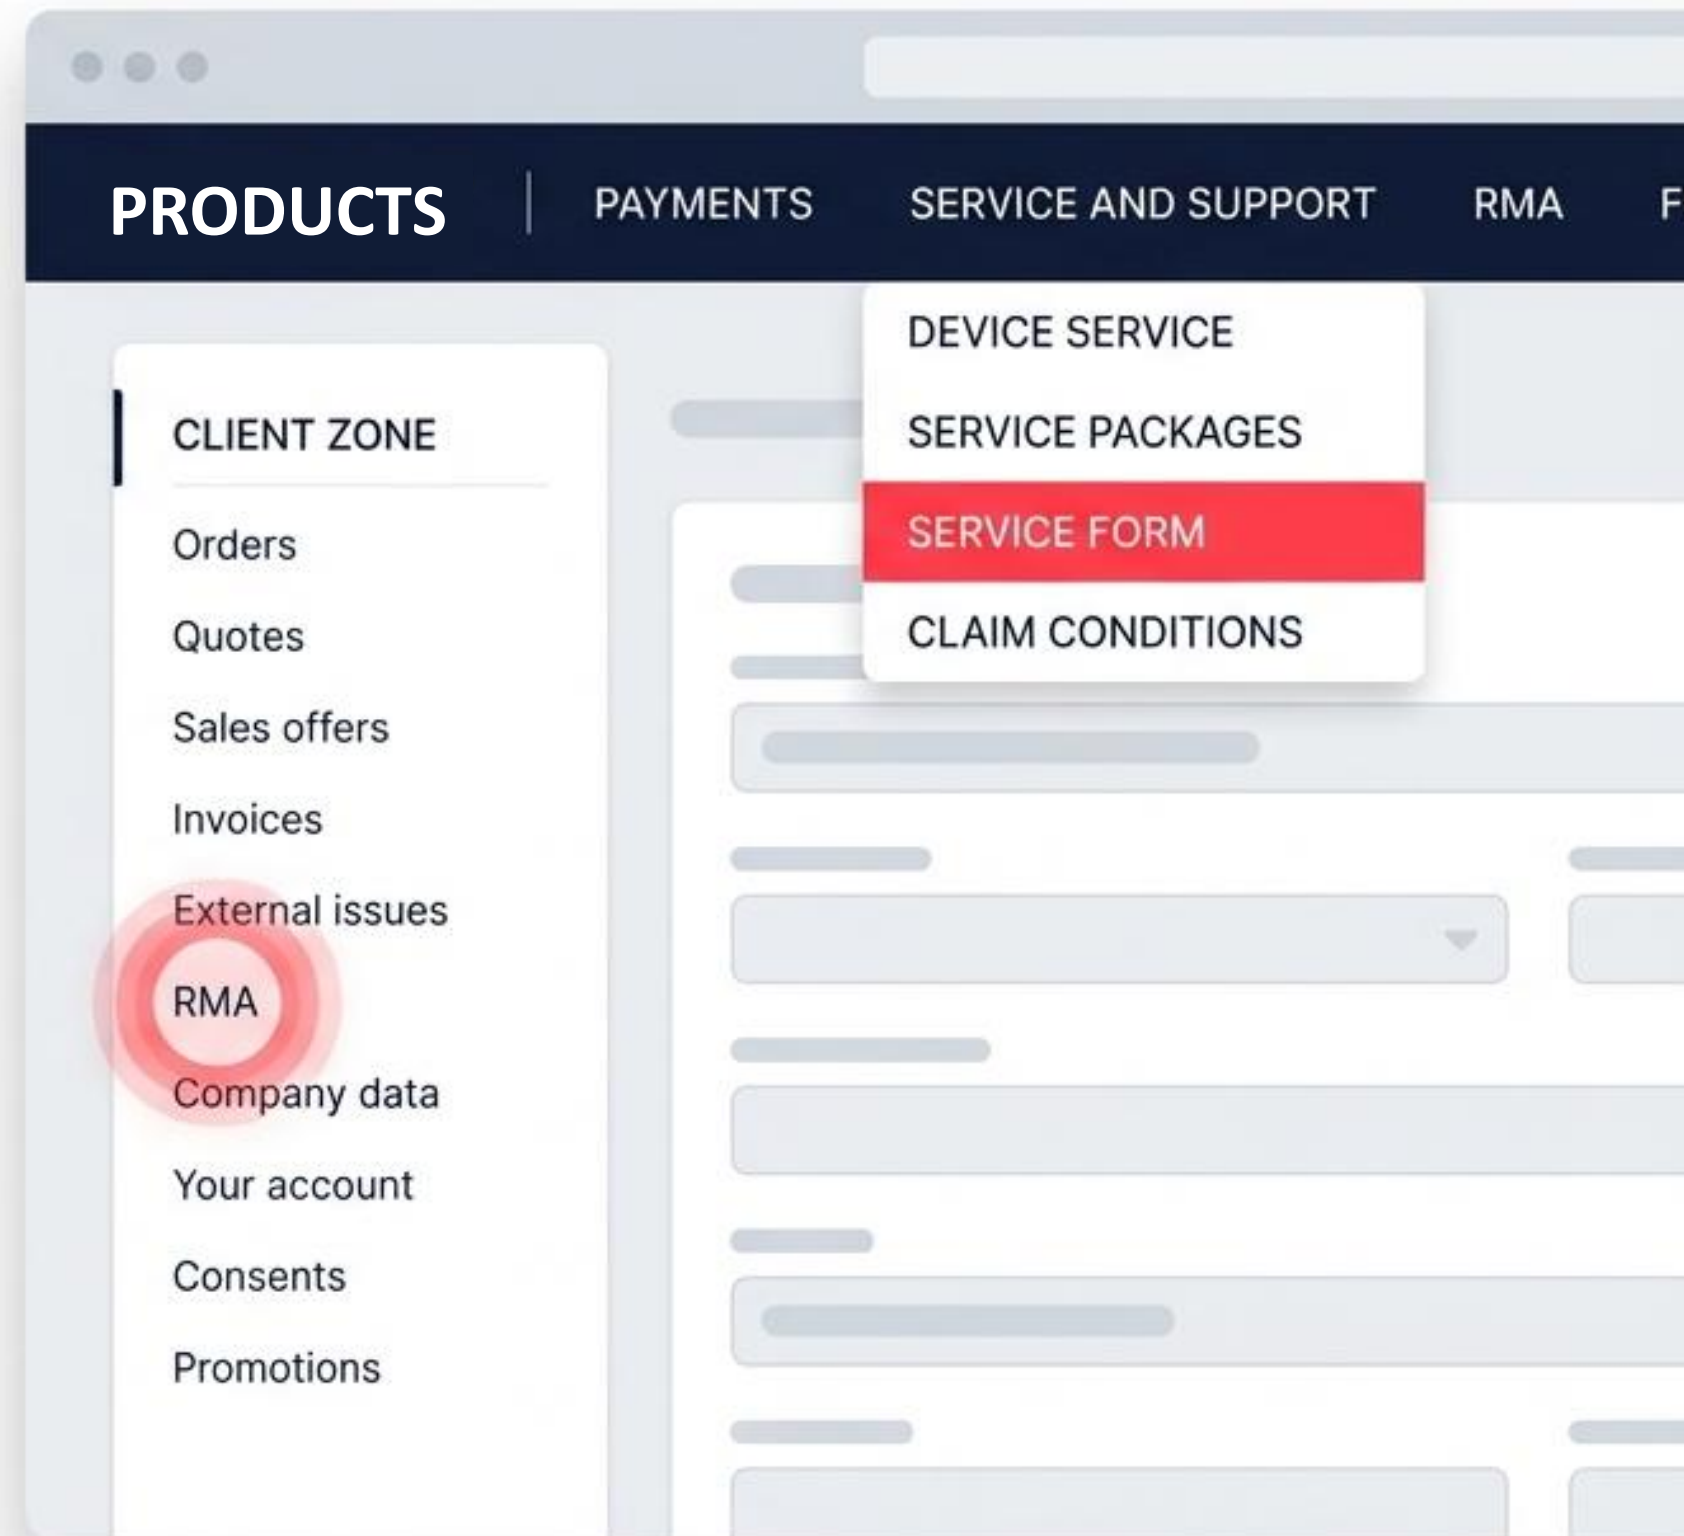 PRODUCTS
PAYMENTS
SERVICE AND SUPPORT
RMA
F
DEVICE SERVICE
SERVICE PACKAGES
SERVICE FORM
CLAIM CONDITIONS
CLIENT ZONE
Orders
Quotes
Sales offers
Invoices
External issues
RMA
Company data
Your account
Consents
Promotions